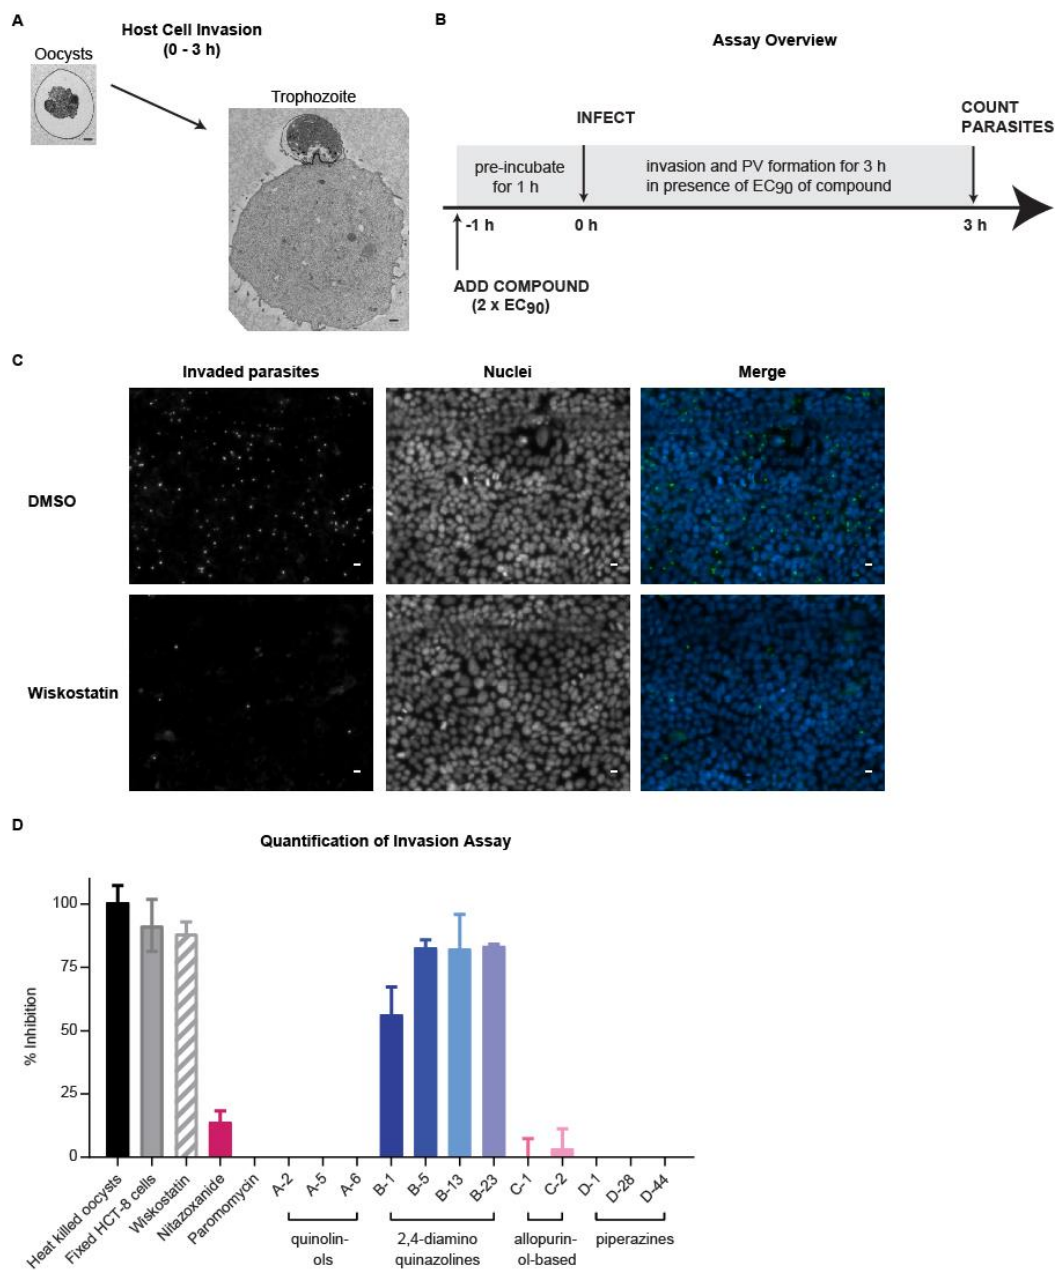 A
Host Cell Invasion
(0 - 3 h)
Oocysts
Trophozoite
B
Assay Overview
INFECT
COUNT
PARASITES
pre-incubate
for 1 h
invasion and PV formation for 3 h
in presence of EC90 of compound
-1 h
0 h
3 h
ADD COMPOUND
(2 x EC90)
C
Invaded parasites
Nuclei
Merge
DMSO
Wiskostatin
D
Quantification of Invasion Assay
% Inhibition
100
75
50
25
0
Heat killed oocysts
Fixed HCT-8 cells
Wiskostatin
Nitazoxanide
Paromomycin
A-2
A-5
A-6
B-1
B-5
B-13
B-23
C-1
C-2
D-1
D-28
D-44
quinolin-
ols
2,4-diamino
quinazolines
allopurin-
ol-based
piperazines